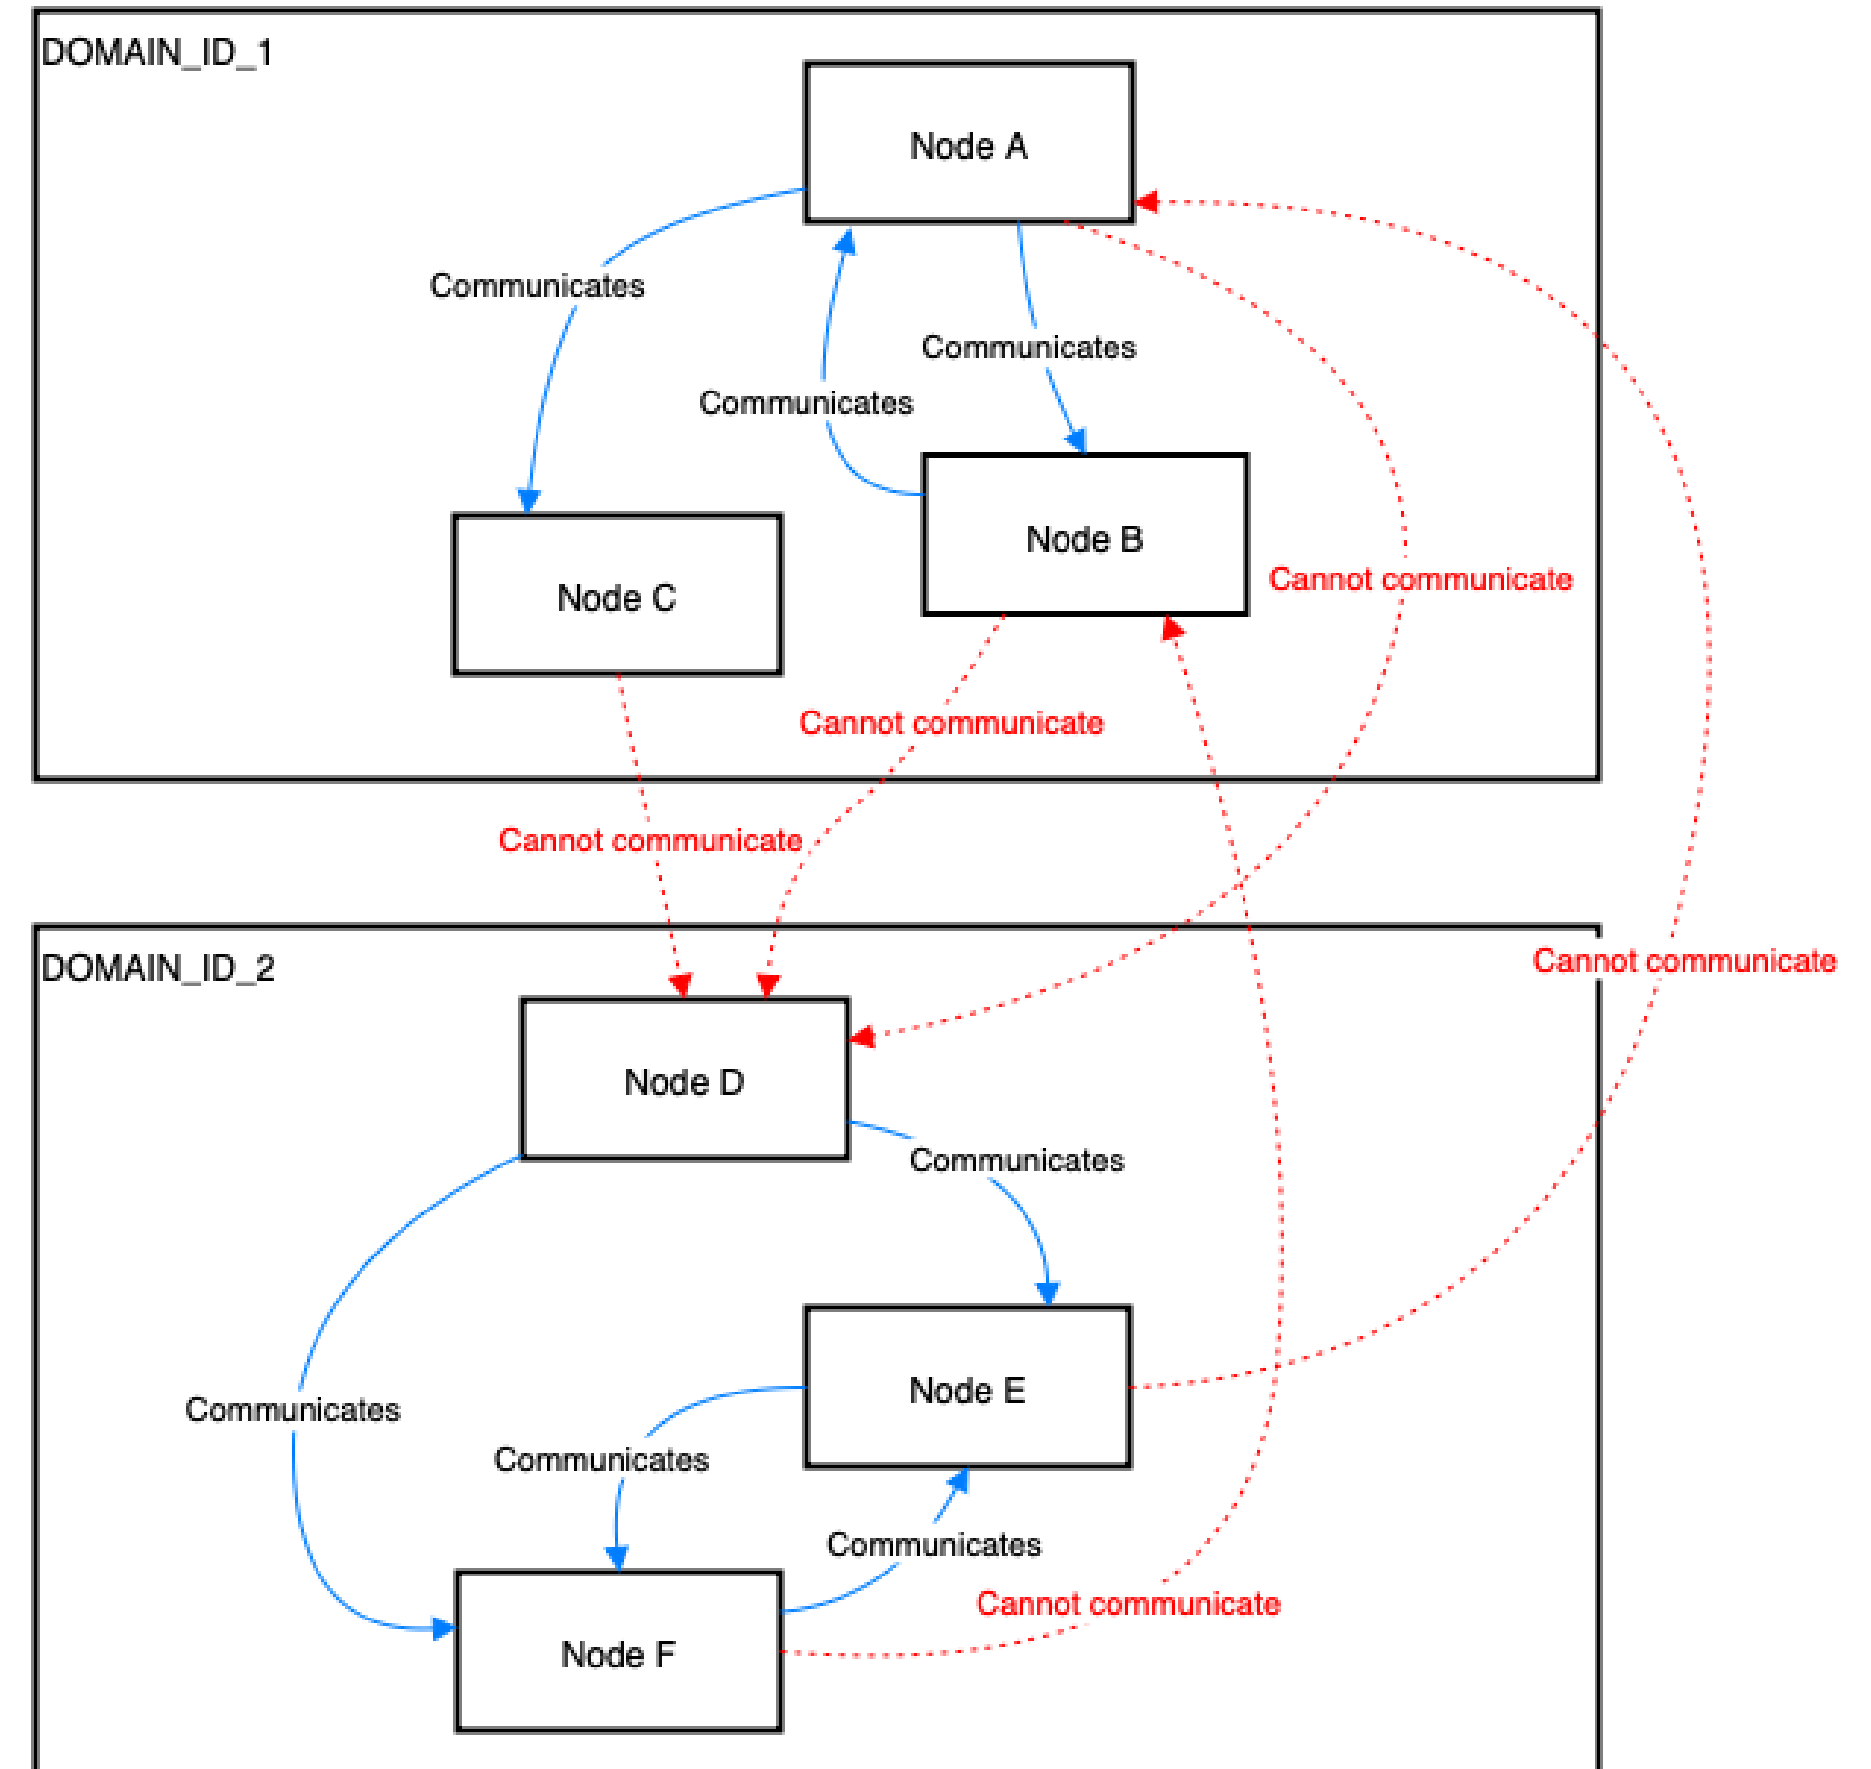 DOMAIN_ID_1
Node A
Communicates
Communicates
Communicates
Node B
Cannot communicate
Node C
Cannot communicate
Cannot communicate
DOMAIN_ID_2
Cannot communicate
Node D
Communicates
Node E
Communicates
Communicates
Communicates
Cannot communicate
Node F